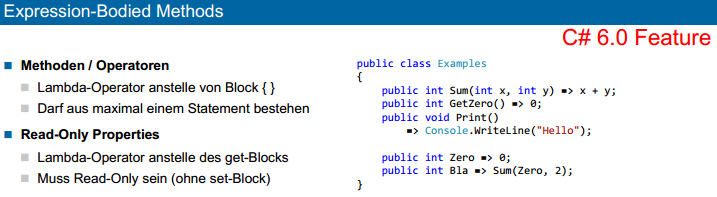 Expression-Bodied Methods
C# 6.0 Feature
Methoden / Operatoren
Lambda-Operator anstelle von Block { }
Darf aus maximal einem Statement bestehen
Read-Only Properties
Lambda-Operator anstelle des get-Blocks
Muss Read-Only sein (ohne set-Block)
public class Examples
{
public int Sum(int x, int y) => x + y;
public int GetZero() => 0;
public void Print()
=> Console.WriteLine("Hello");
public int Zero => 0;
public int Bla => Sum(Zero, 2);
}